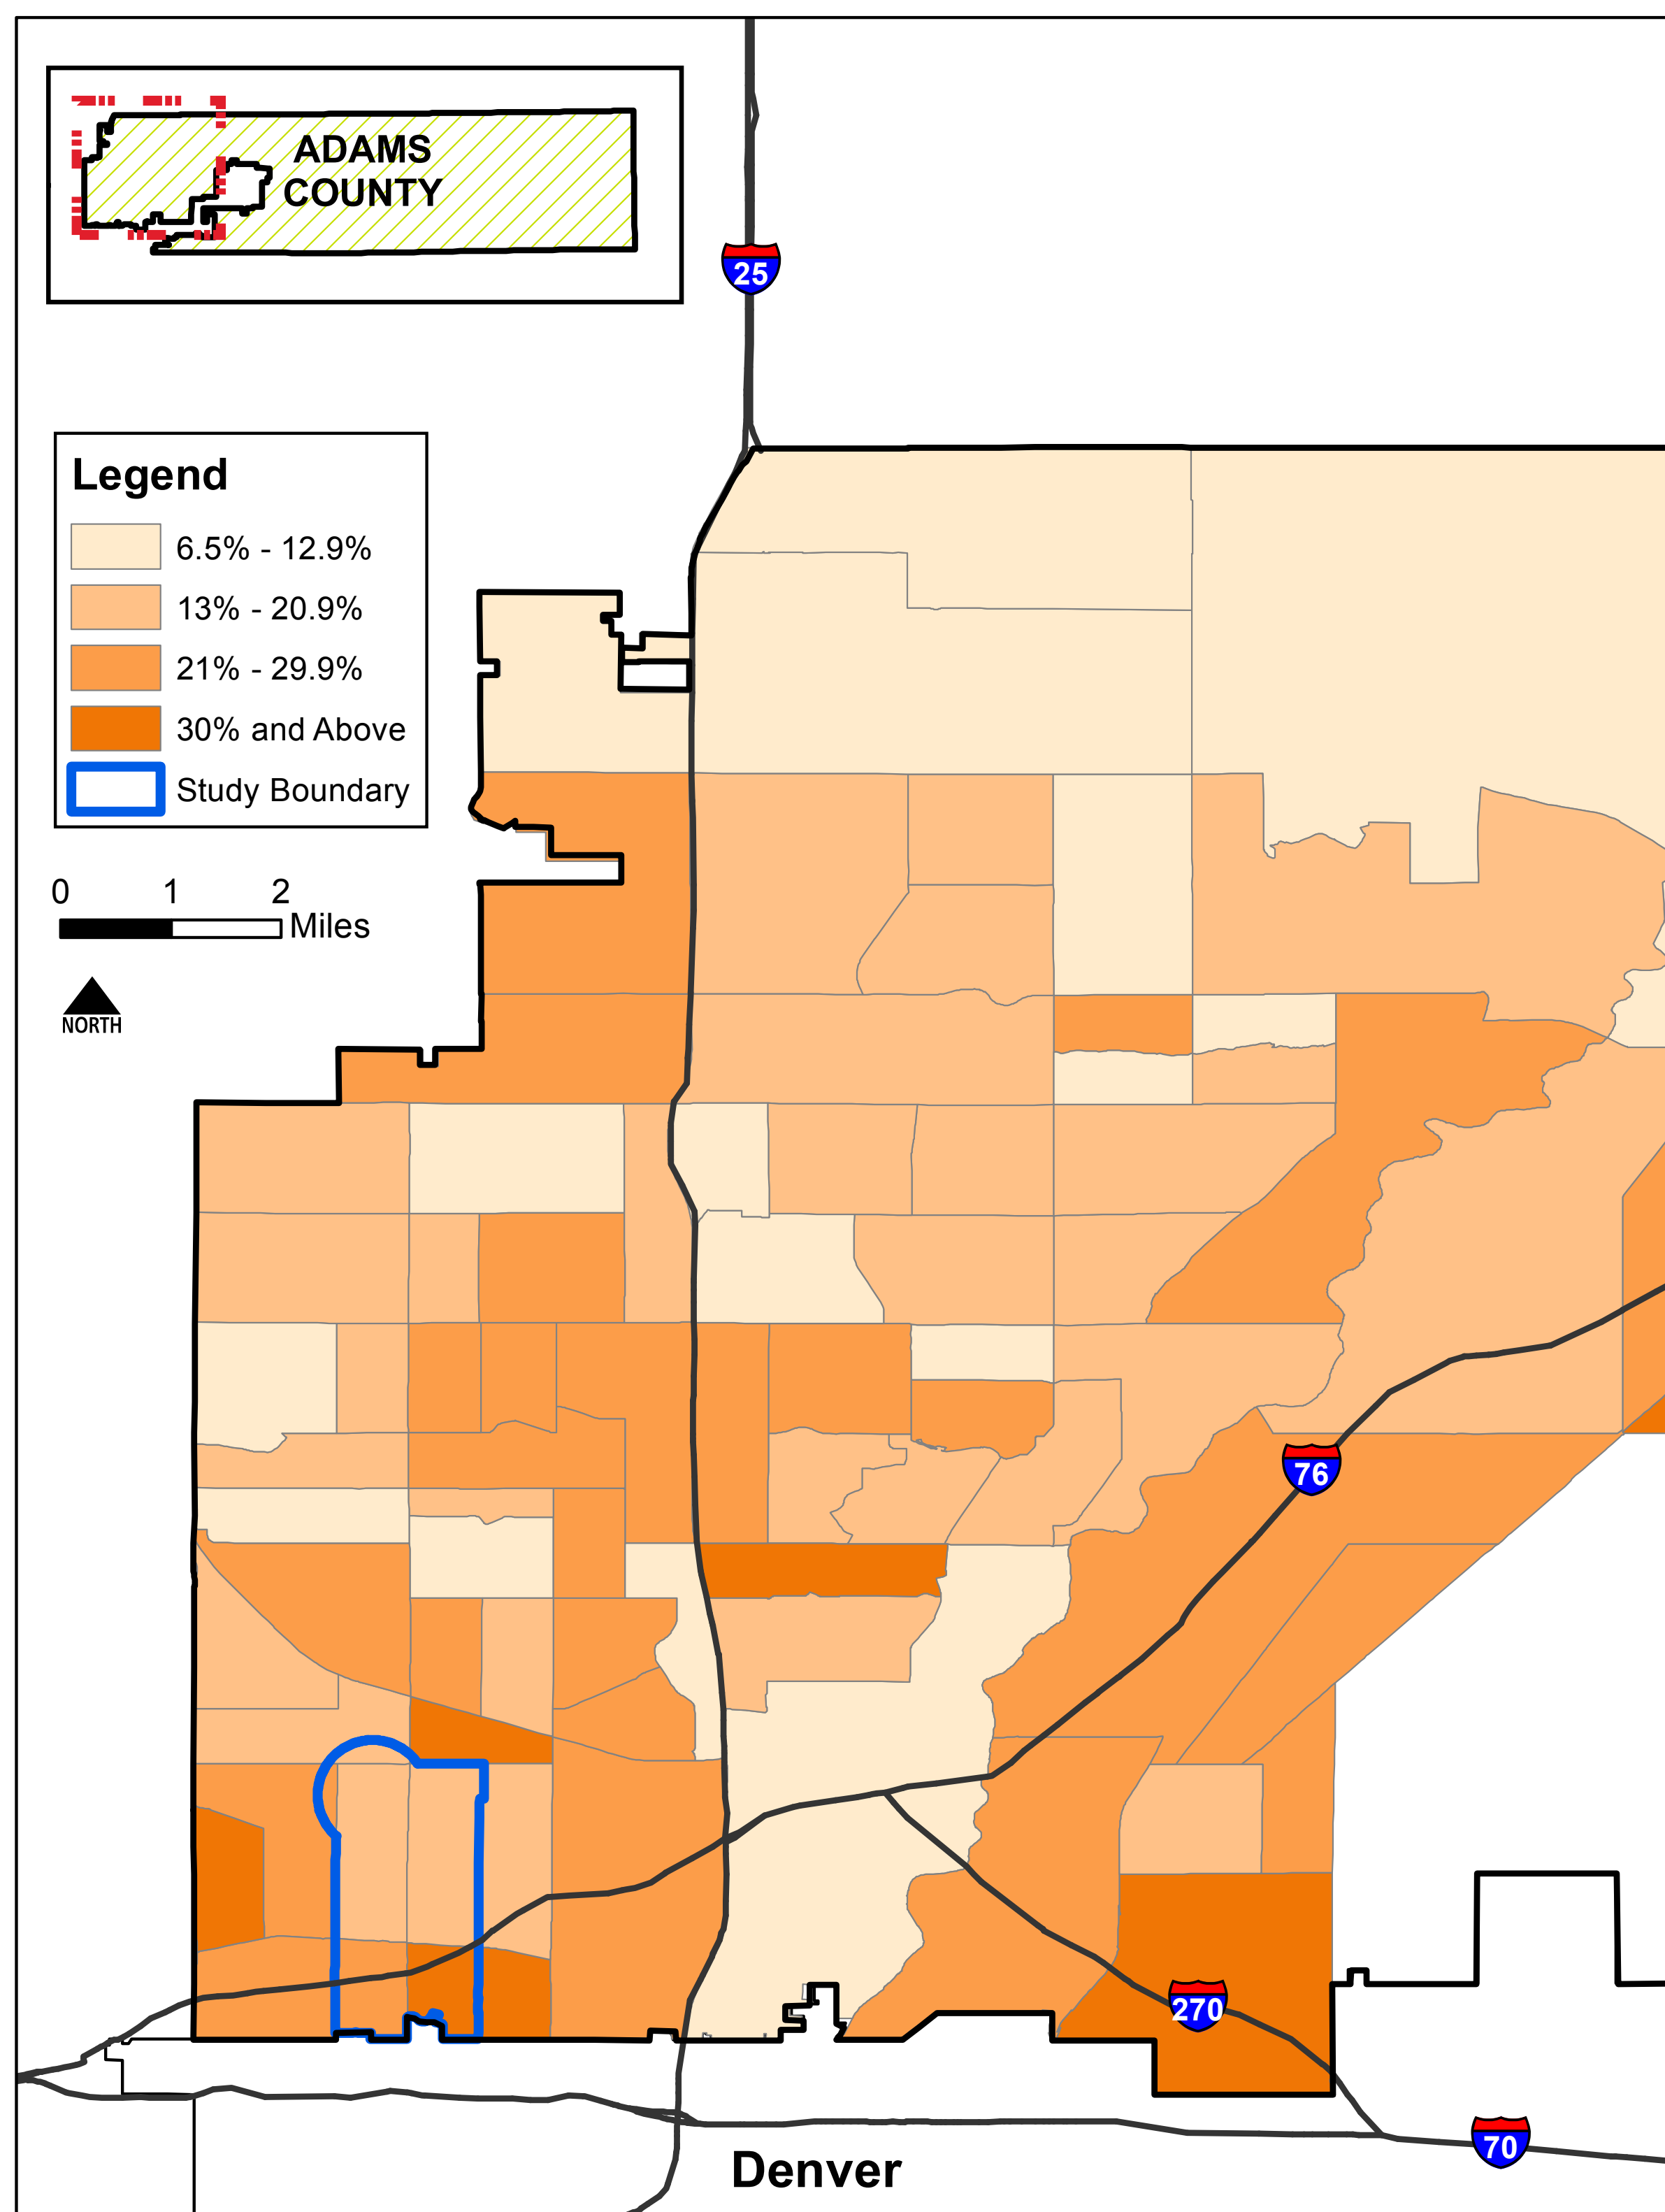 ADAMS
COUNTY
25
Legend
6.5% - 12.9%
13% - 20.9%
21% - 29.9%
30% and Above
Study Boundary
0 1 2
Miles
NORTH
76
270
70
Denver